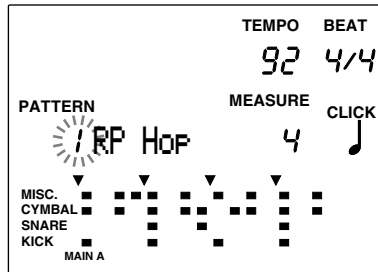 TEMPO BEAT
92 4/4
PATTERN MEASURE CLICK
1 RP Hop 4
MISC.
CYMBAL
SNARE
KICK
MAIN A